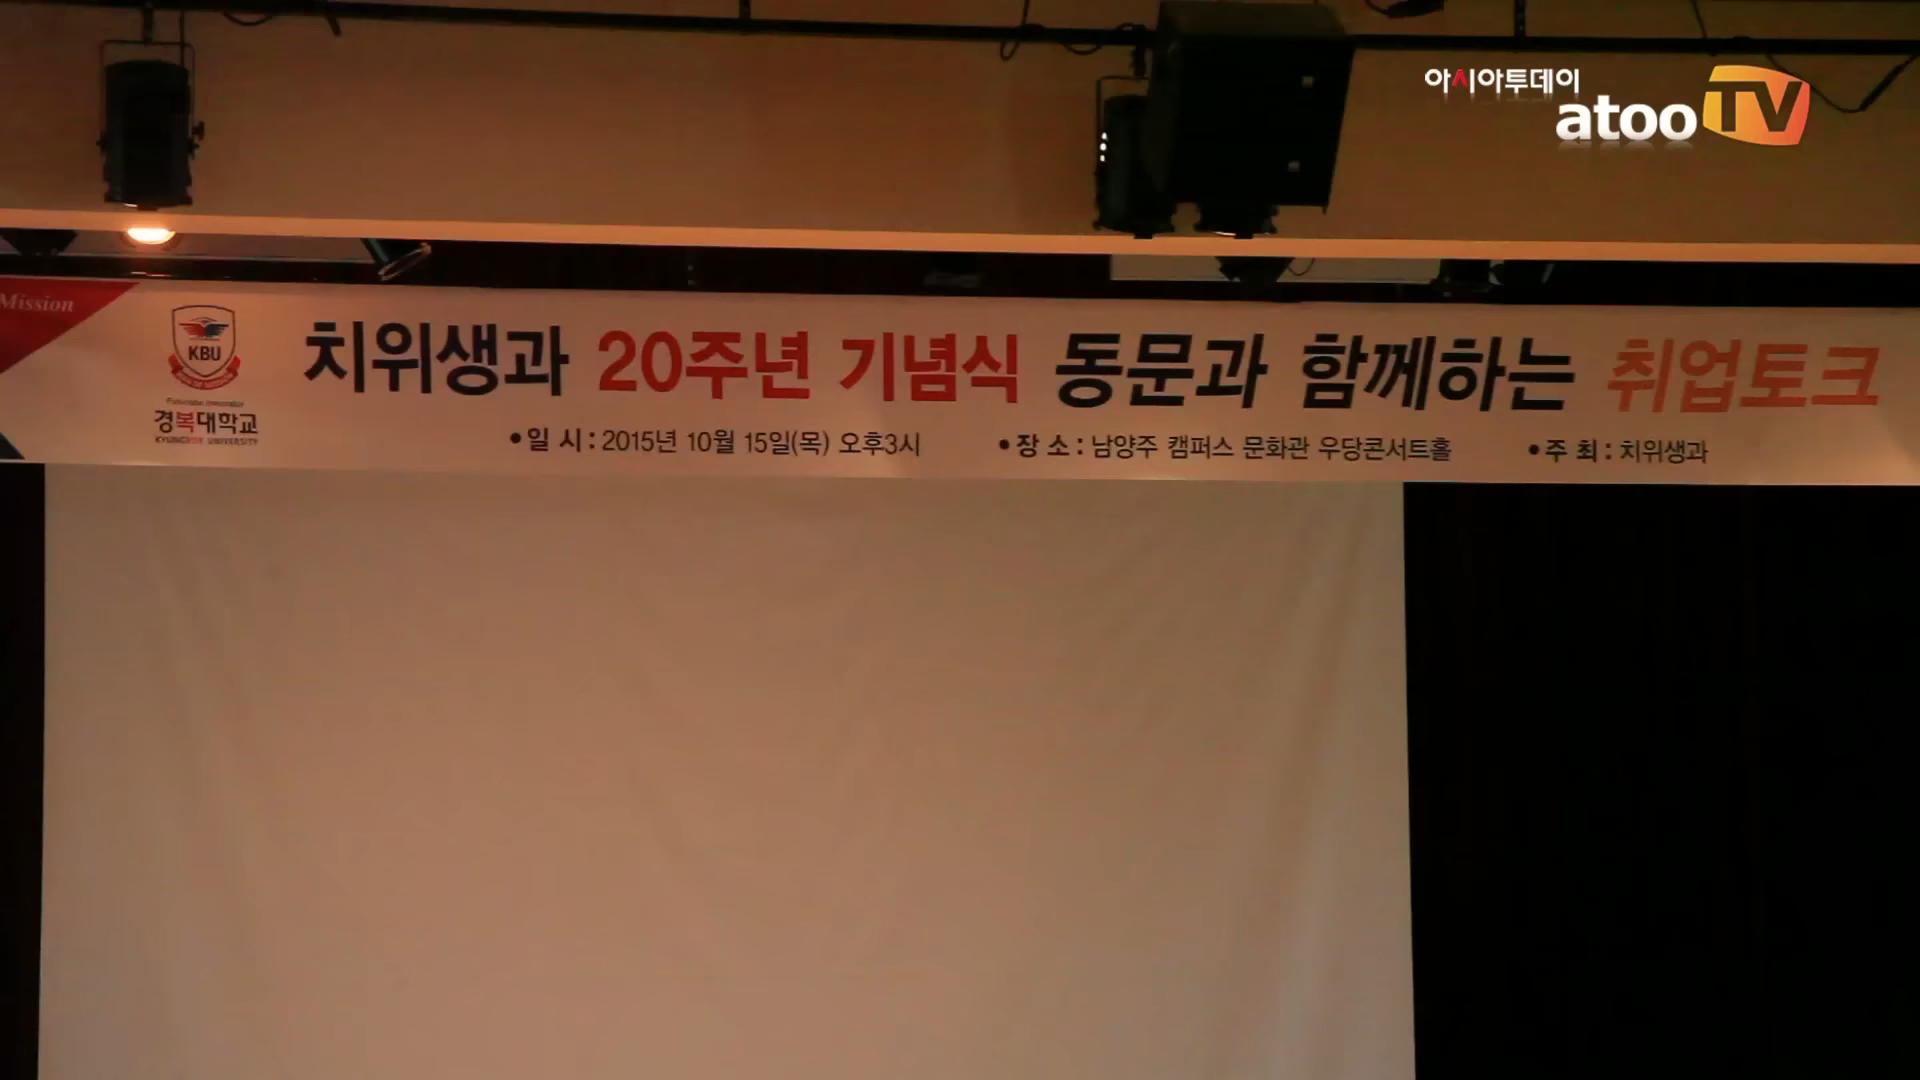 아시아투데이
atooTV
Mission
KBU
치위생과 20주년 기념식 동문과 함께하는 취업토크
경복대학교
KYUNGBOK UNIVERSITY
•일 시 : 2015년 10월 15일(목) 오후3시 •장 소 : 남양주 캠퍼스 문화관 우당콘서트홀 •주 최 : 치위생과